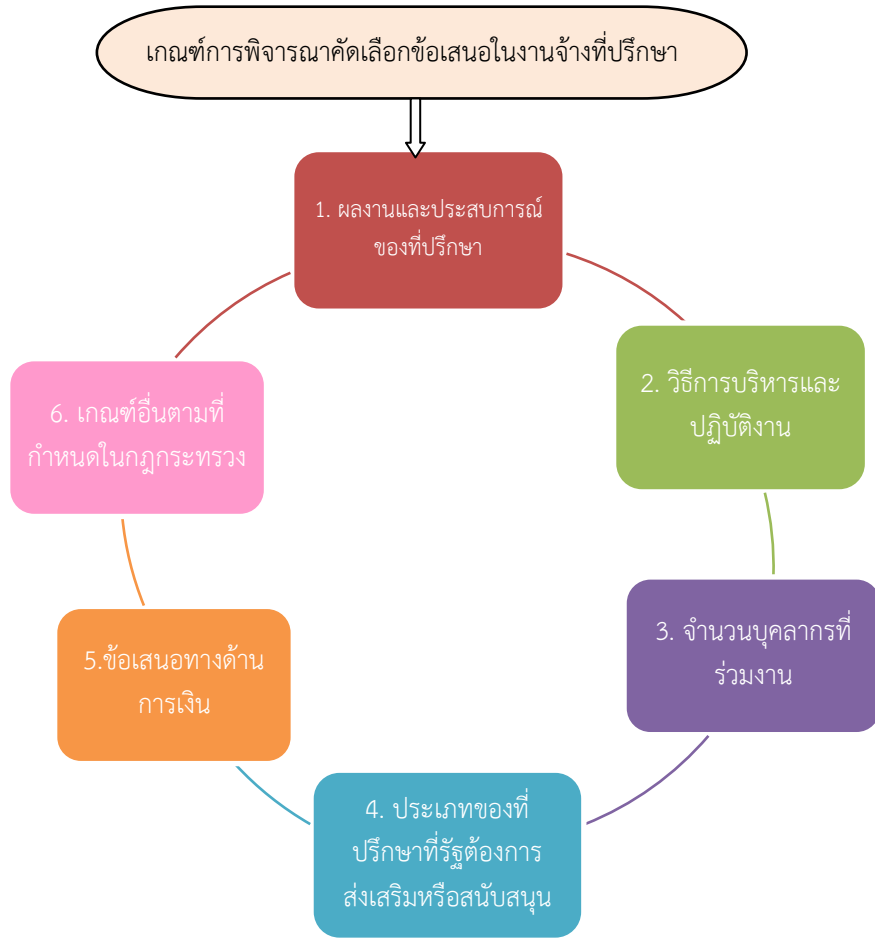 เกณฑ์การพิจารณาคัดเลือกข้อเสนอในงานจ้างที่ปรึกษา
1. ผลงานและประสบการณ์
ของที่ปรึกษา
2. วิธีการบริหารและ
ปฏิบัติงาน
3. จำนวนบุคลากรที่
ร่วมงาน
4. ประเภทของที่
ปรึกษาที่รัฐต้องการ
ส่งเสริมหรือสนับสนุน
5.ข้อเสนอทางด้าน
การเงิน
6. เกณฑ์อื่นตามที่
กำหนดในกฎกระทรวง